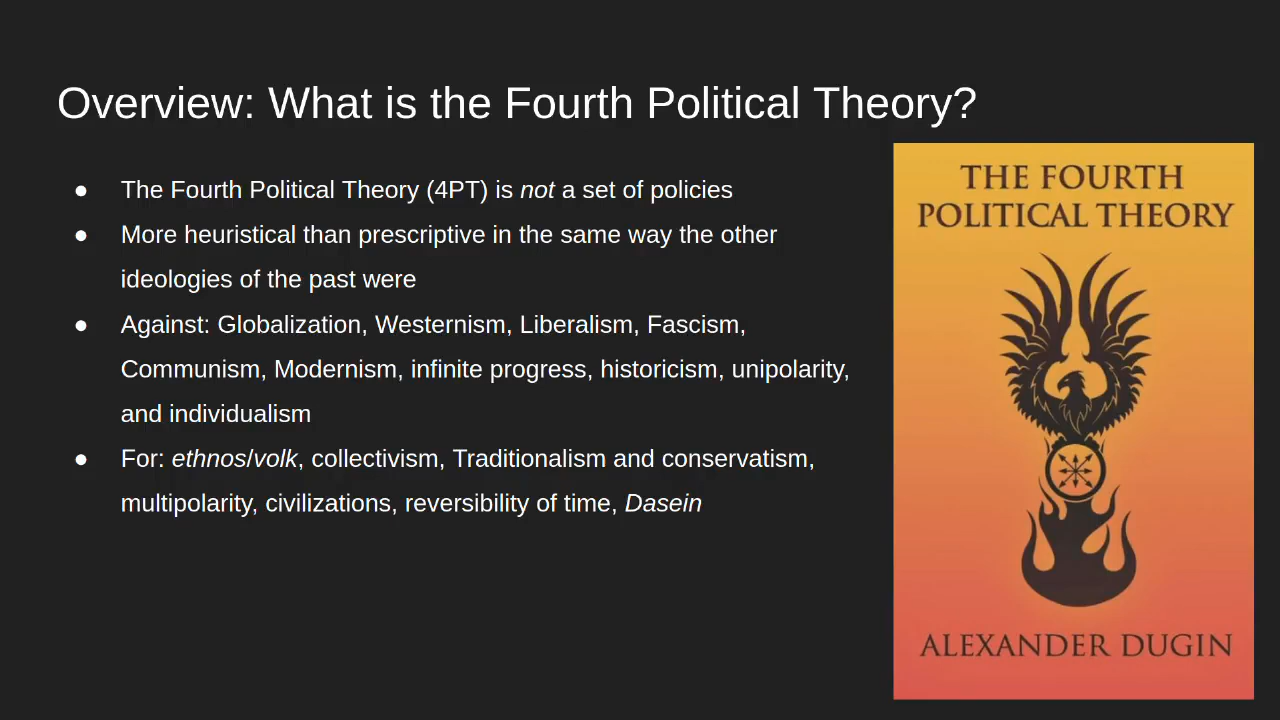 Overview: What is the Fourth Political Theory?
● The Fourth Political Theory (4PT) is not a set of policies
● More heuristical than prescriptive in the same way the other
ideologies of the past were
● Against: Globalization, Westernism, Liberalism, Fascism,
Communism, Modernism, infinite progress, historicism, unipolarity,
and individualism
● For: ethnos/volk, collectivism, Traditionalism and conservatism,
multipolarity, civilizations, reversibility of time, Dasein
THE FOURTH
POLITICAL THEORY
ALEXANDER DUGIN